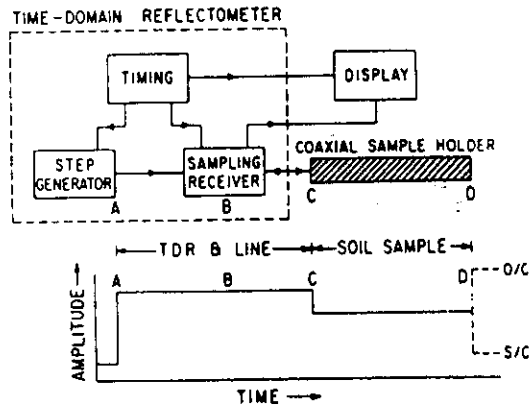 TIME-DOMAIN REFLECTOMETER
TIMING
DISPLAY
COAXIAL SAMPLE HOLDER
STEP
GENERATOR
SAMPLING
RECEIVER
A
B
C
D
TDR & LINE
SOIL SAMPLE
A
B
C
D
O/C
S/C
AMPLITUDE
TIME